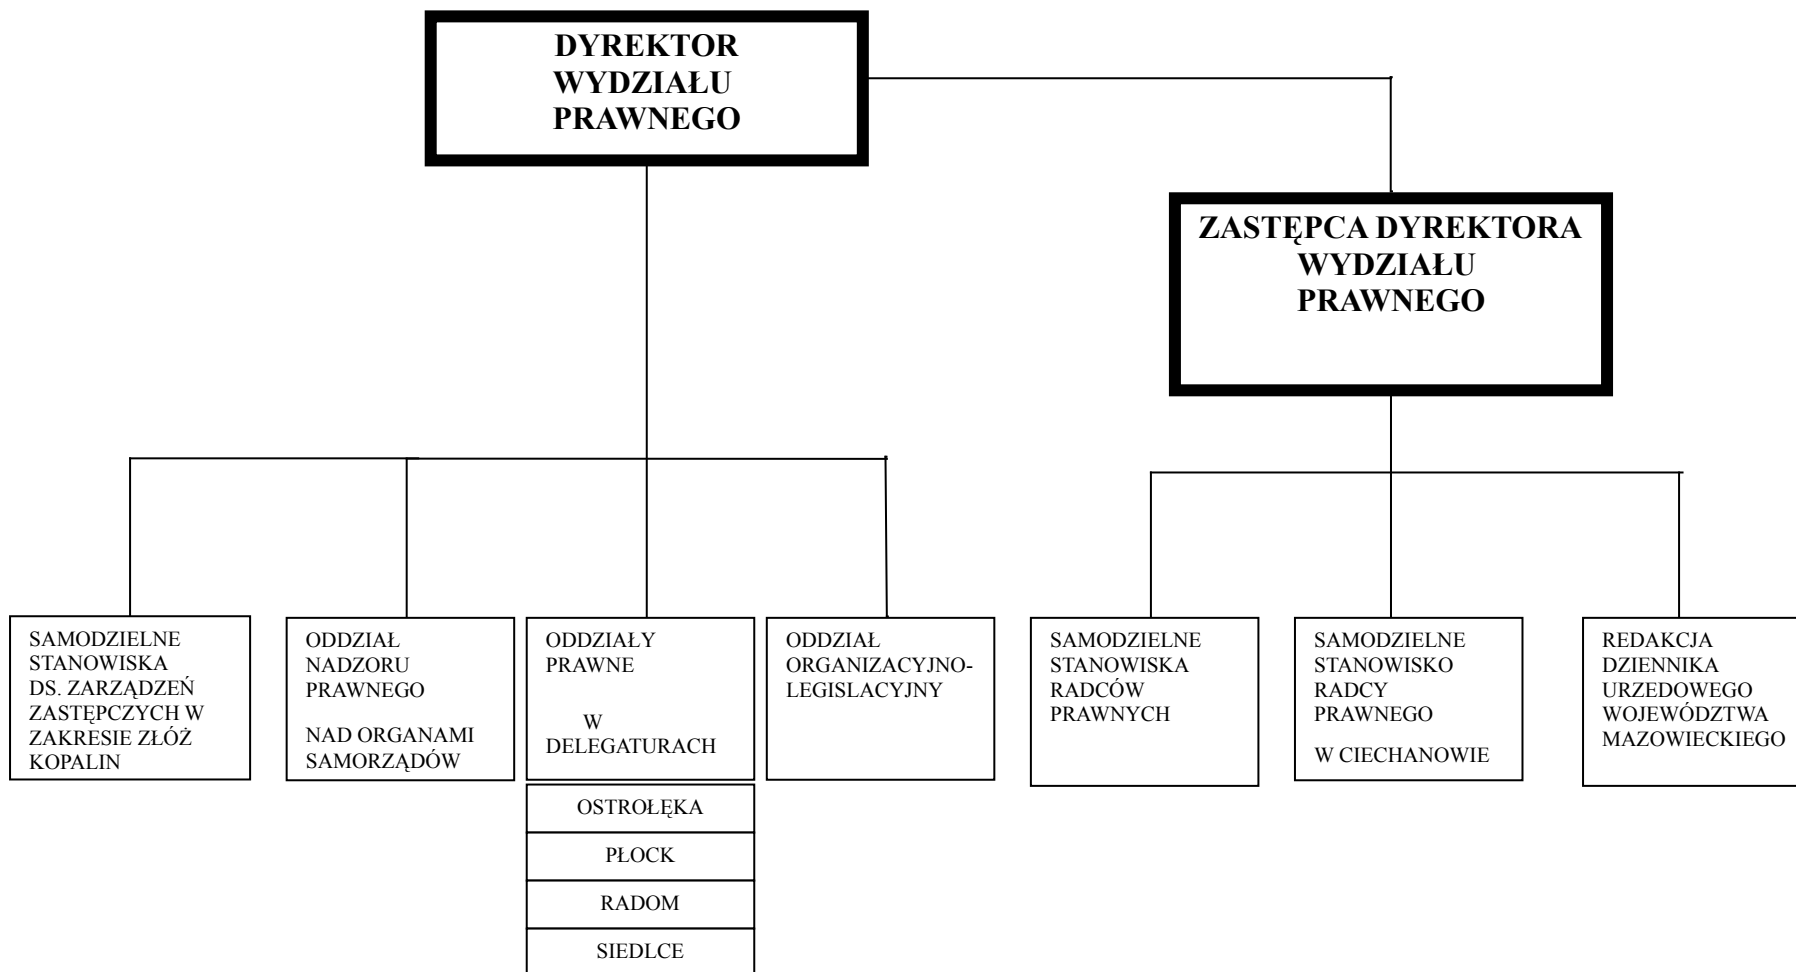 DYREKTOR
WYDZIAŁU
PRAWNEGO
ZASTĘPCA DYREKTORA
WYDZIAŁU
PRAWNEGO
SAMODZIELNE
STANOWISKA
DS. ZARZĄDZEŃ
ZASTĘPCZYCH W
ZAKRESIE ZŁÓŻ
KOPALIN
ODDZIAŁ
NADZORU
PRAWNEGO
NAD ORGANAMI
SAMORZĄDÓW
ODDZIAŁY
PRAWNE
W
DELEGATURACH
OSTROŁĘKA
PŁOCK
RADOM
SIEDLCE
ODDZIAŁ
ORGANIZACYJNO-
LEGISLACYJNY
SAMODZIELNE
STANOWISKA
RADCÓW
PRAWNYCH
SAMODZIELNE
STANOWISKO
RADCY
PRAWNEGO
W CIECHANOWIE
REDAKCJA
DZIENNIKA
URZEDOWEGO
WOJEWÓDZTWA
MAZOWIECKIEGO